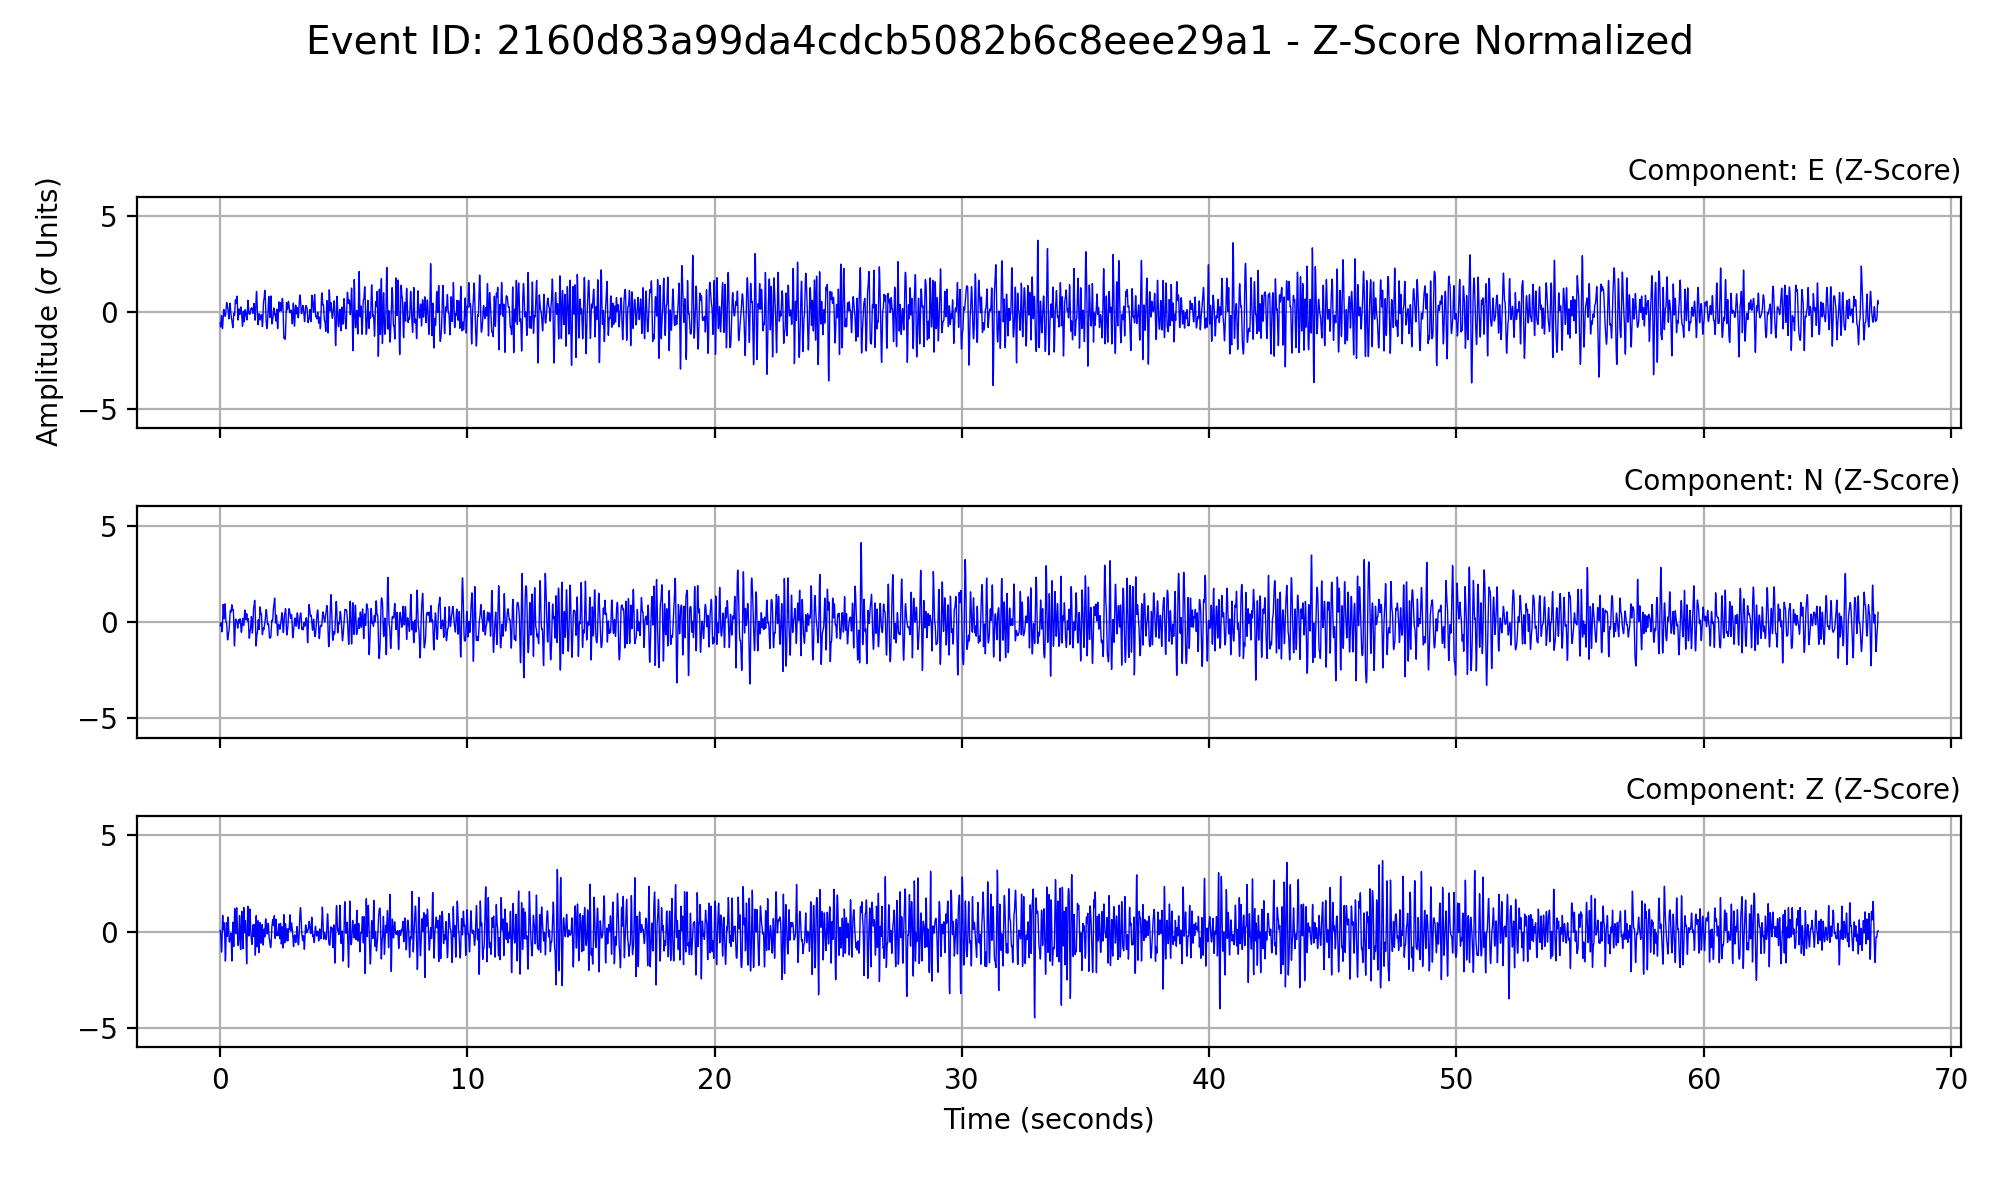 Event ID: 2160d83a99da4cdcb5082b6c8eee29a1 - Z-Score Normalized
Component: E (Z-Score)
Amplitude (σ Units)
5
0
−5
Component: N (Z-Score)
5
0
−5
Component: Z (Z-Score)
5
0
−5
0 10 20 30 40 50 60 70
Time (seconds)